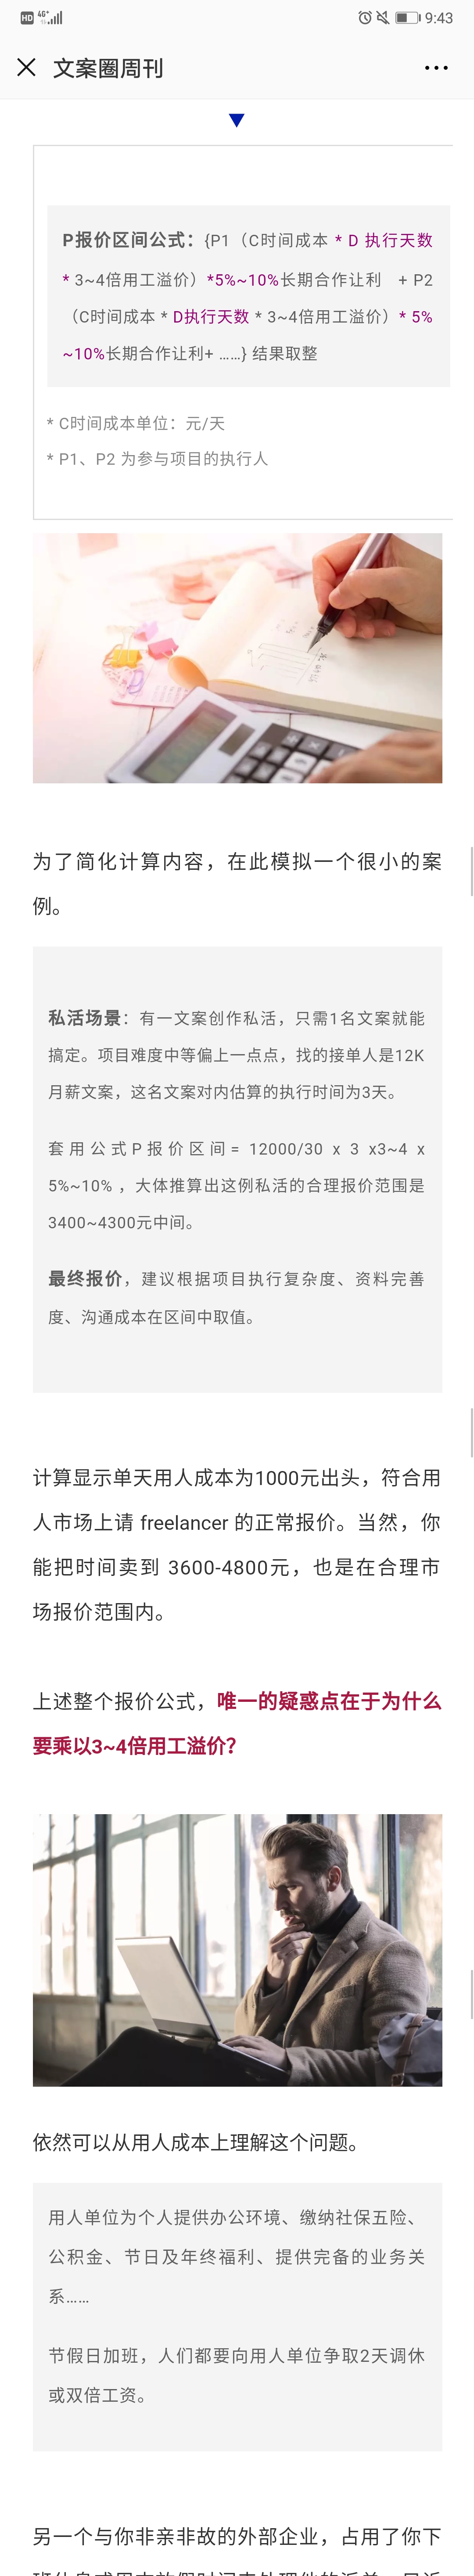 HD 4G 9:43
文案圈周刊
P报价区间公式：{P1（C时间成本 * D 执行天数
* 3~4倍用工溢价）*5%~10%长期合作让利 + P2
（C时间成本 * D执行天数 * 3~4倍用工溢价）* 5%
~10%长期合作让利+ ......} 结果取整
* C时间成本单位：元/天
* P1、P2 为参与项目的执行人
为了简化计算内容，在此模拟一个很小的案
例。
私活场景：有一文案创作私活，只需1名文案就能
搞定。项目难度中等偏上一点点，找的接单人是12K
月薪文案，这名文案对内估算的执行时间为3天。
套用公式P报价区间= 12000/30 x 3 x3~4 x
5%~10% ，大体推算出这例私活的合理报价范围是
3400~4300元中间。
最终报价，建议根据项目执行复杂度、资料完善
度、沟通成本在区间中取值。
计算显示单天用人成本为1000元出头，符合用
人市场上请 freelancer 的正常报价。当然，你
能把时间卖到 3600-4800元，也是在合理市
场报价范围内。
上述整个报价公式，唯一的疑惑点在于为什么
要乘以3~4倍用工溢价？
依然可以从用人成本上理解这个问题。
用人单位为个人提供办公环境、缴纳社保五险、
公积金、节日及年终福利、提供完备的业务关
系......
节假日加班，人们都要向用人单位争取2天调休
或双倍工资。
另一个与你非亲非故的外部企业，占用了你下